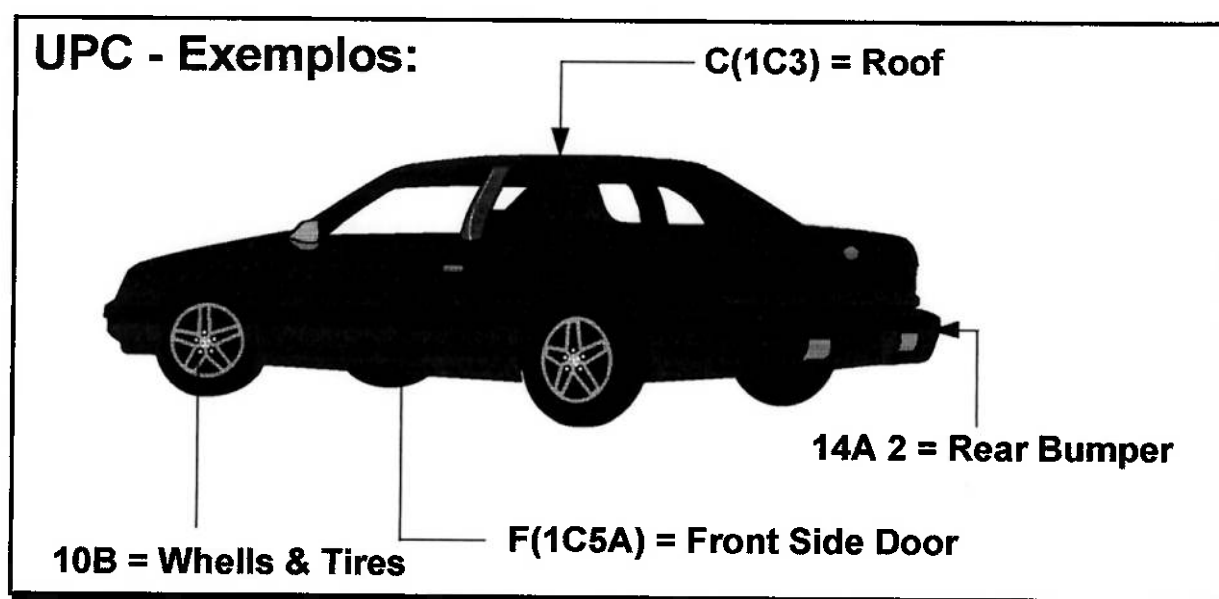 UPC - Exemplos:
C(1C3) = Roof
14A 2 = Rear Bumper
F(1C5A) = Front Side Door
10B = Whells & Tires